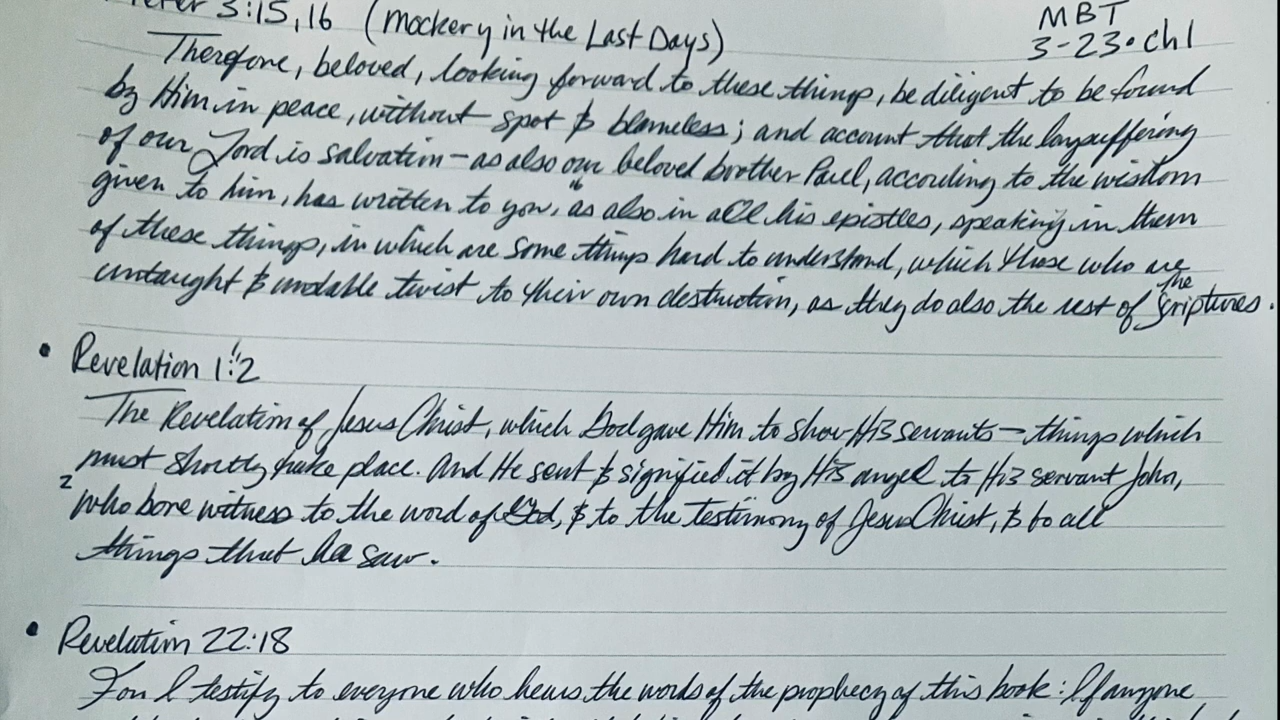 Peter 3:15,16 (Mockery in the Last Days)
MBT
3-23•ch1
Therefore, beloved, looking forward to these things, be diligent to be found
by Him in peace, without spot & blameless; and account that the longsuffering
of our Lord is salvation—as also our beloved brother Paul, according to the wisdom
given to him, has written to you, 16 as also in all his epistles, speaking in them
of these things, in which are some things hard to understand, which those who are
untaught & unstable twist to their own destruction, as they do also the rest of the Scriptures.
• Revelation 1:2
The Revelation of Jesus Christ, which God gave Him to show His servants—things which
must shortly take place. And He sent & signified it by His angel to His servant John,
2 who bore witness to the word of God, & to the testimony of Jesus Christ, & to all
things that he saw.
• Revelation 22:18
For I testify to everyone who hears the words of the prophecy of this book: If anyone